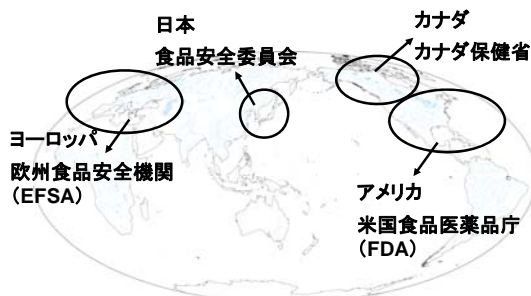 日本
食品安全委員会
カナダ
カナダ保健省
ヨーロッパ
欧州食品安全機関
(EFSA)
アメリカ
米国食品医薬品庁
(FDA)